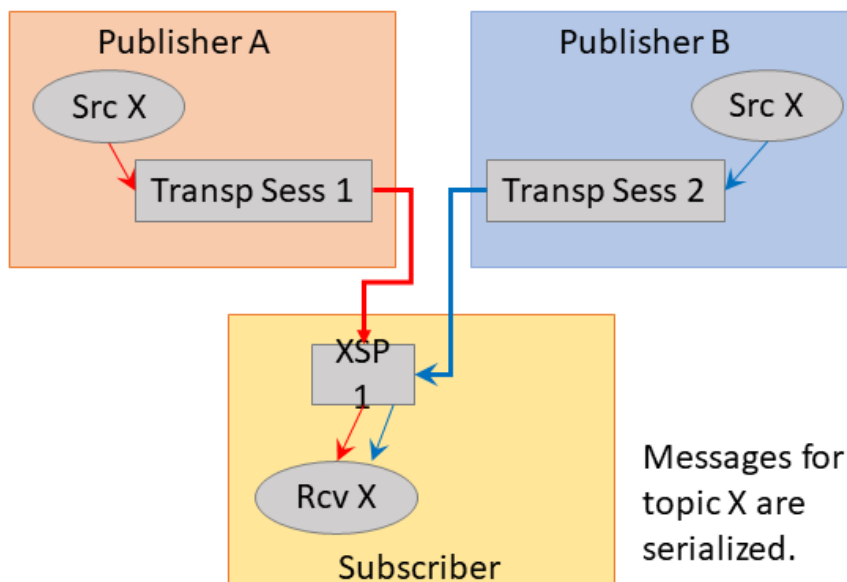 Publisher A
Publisher B
Src X
Src X
Transp Sess 1
Transp Sess 2
XSP
1
Rcv X
Messages for
topic X are
serialized.
Subscriber